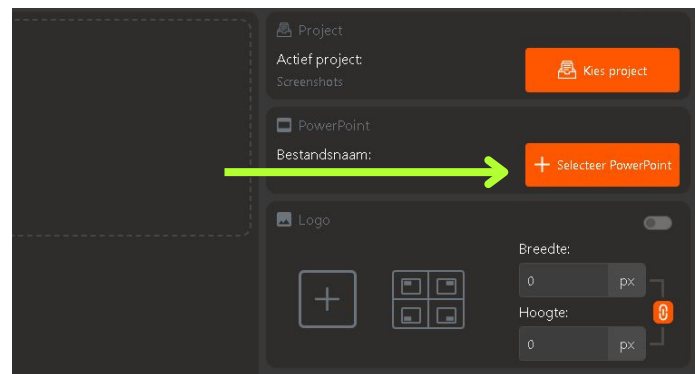 Project
Actief project:
Screenshots
Kies project
PowerPoint
Bestandsnaam:
Selecteer PowerPoint
Logo
Breedte:
0 px
Hoogte:
0 px